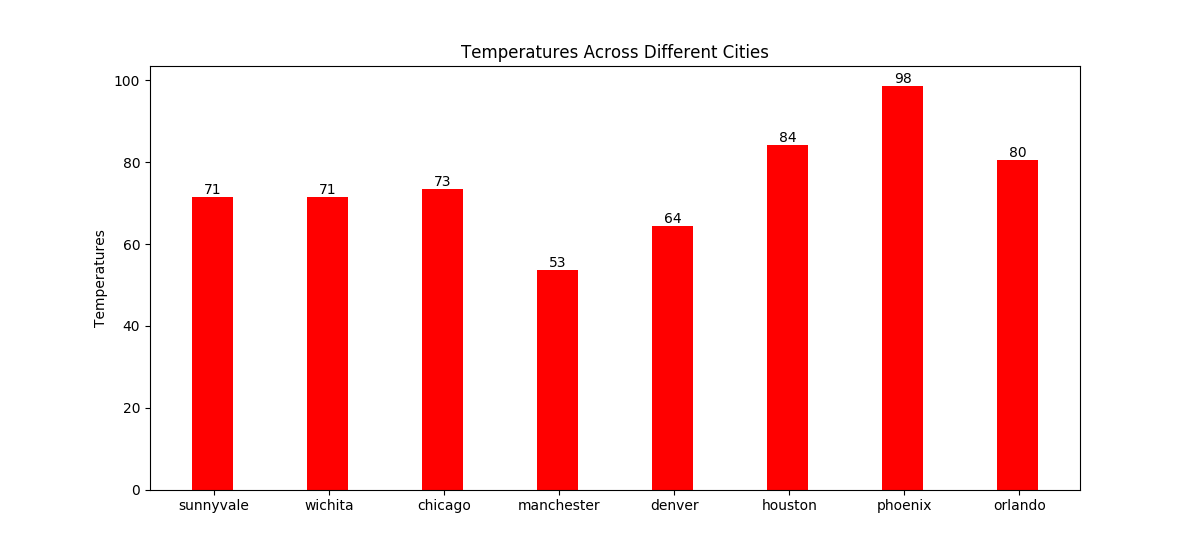 Temperatures Across Different Cities
Temperatures
100
80
60
40
20
0
71
71
73
53
64
84
98
80
sunnyvale
wichita
chicago
manchester
denver
houston
phoenix
orlando